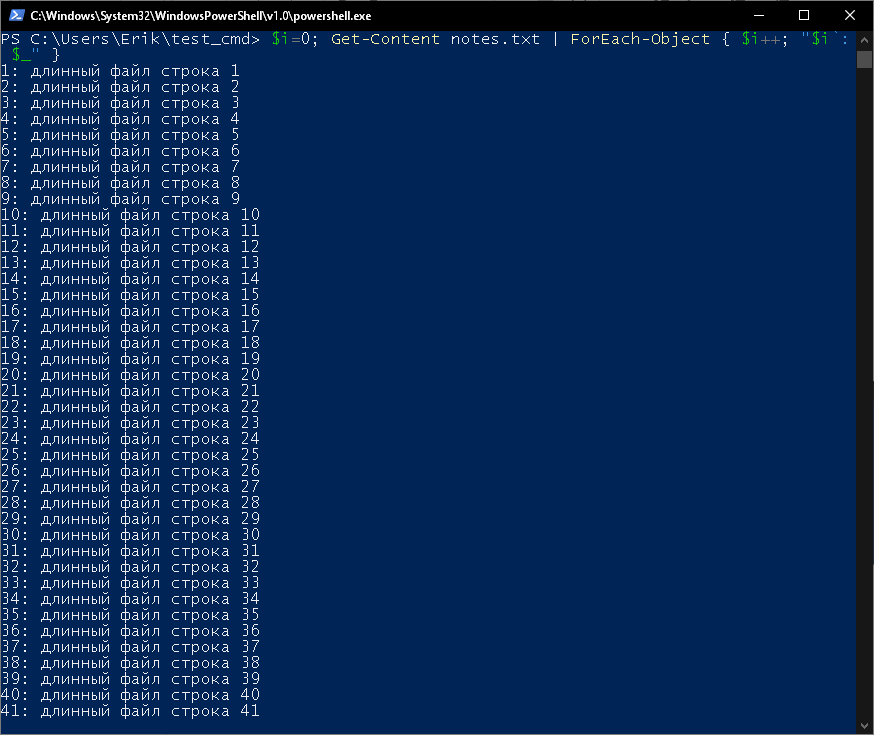 C:\Windows\System32\WindowsPowerShell\v1.0\powershell.exe
PS C:\Users\Erik\test_cmd> $i=0; Get-Content notes.txt | ForEach-Object { $i++; "$i`:
 $_" }
1: длинный файл строка 1
2: длинный файл строка 2
3: длинный файл строка 3
4: длинный файл строка 4
5: длинный файл строка 5
6: длинный файл строка 6
7: длинный файл строка 7
8: длинный файл строка 8
9: длинный файл строка 9
10: длинный файл строка 10
11: длинный файл строка 11
12: длинный файл строка 12
13: длинный файл строка 13
14: длинный файл строка 14
15: длинный файл строка 15
16: длинный файл строка 16
17: длинный файл строка 17
18: длинный файл строка 18
19: длинный файл строка 19
20: длинный файл строка 20
21: длинный файл строка 21
22: длинный файл строка 22
23: длинный файл строка 23
24: длинный файл строка 24
25: длинный файл строка 25
26: длинный файл строка 26
27: длинный файл строка 27
28: длинный файл строка 28
29: длинный файл строка 29
30: длинный файл строка 30
31: длинный файл строка 31
32: длинный файл строка 32
33: длинный файл строка 33
34: длинный файл строка 34
35: длинный файл строка 35
36: длинный файл строка 36
37: длинный файл строка 37
38: длинный файл строка 38
39: длинный файл строка 39
40: длинный файл строка 40
41: длинный файл строка 41